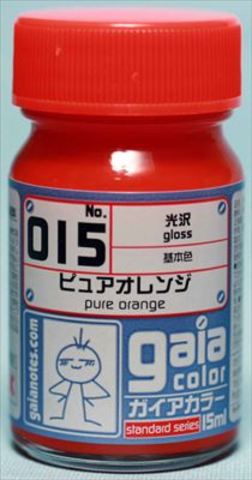 No.
015
光沢
gloss
基本色
ピュアオレンジ
pure orange
gaianotes.com
gaia
color
ガイアカラー
standard series
15ml